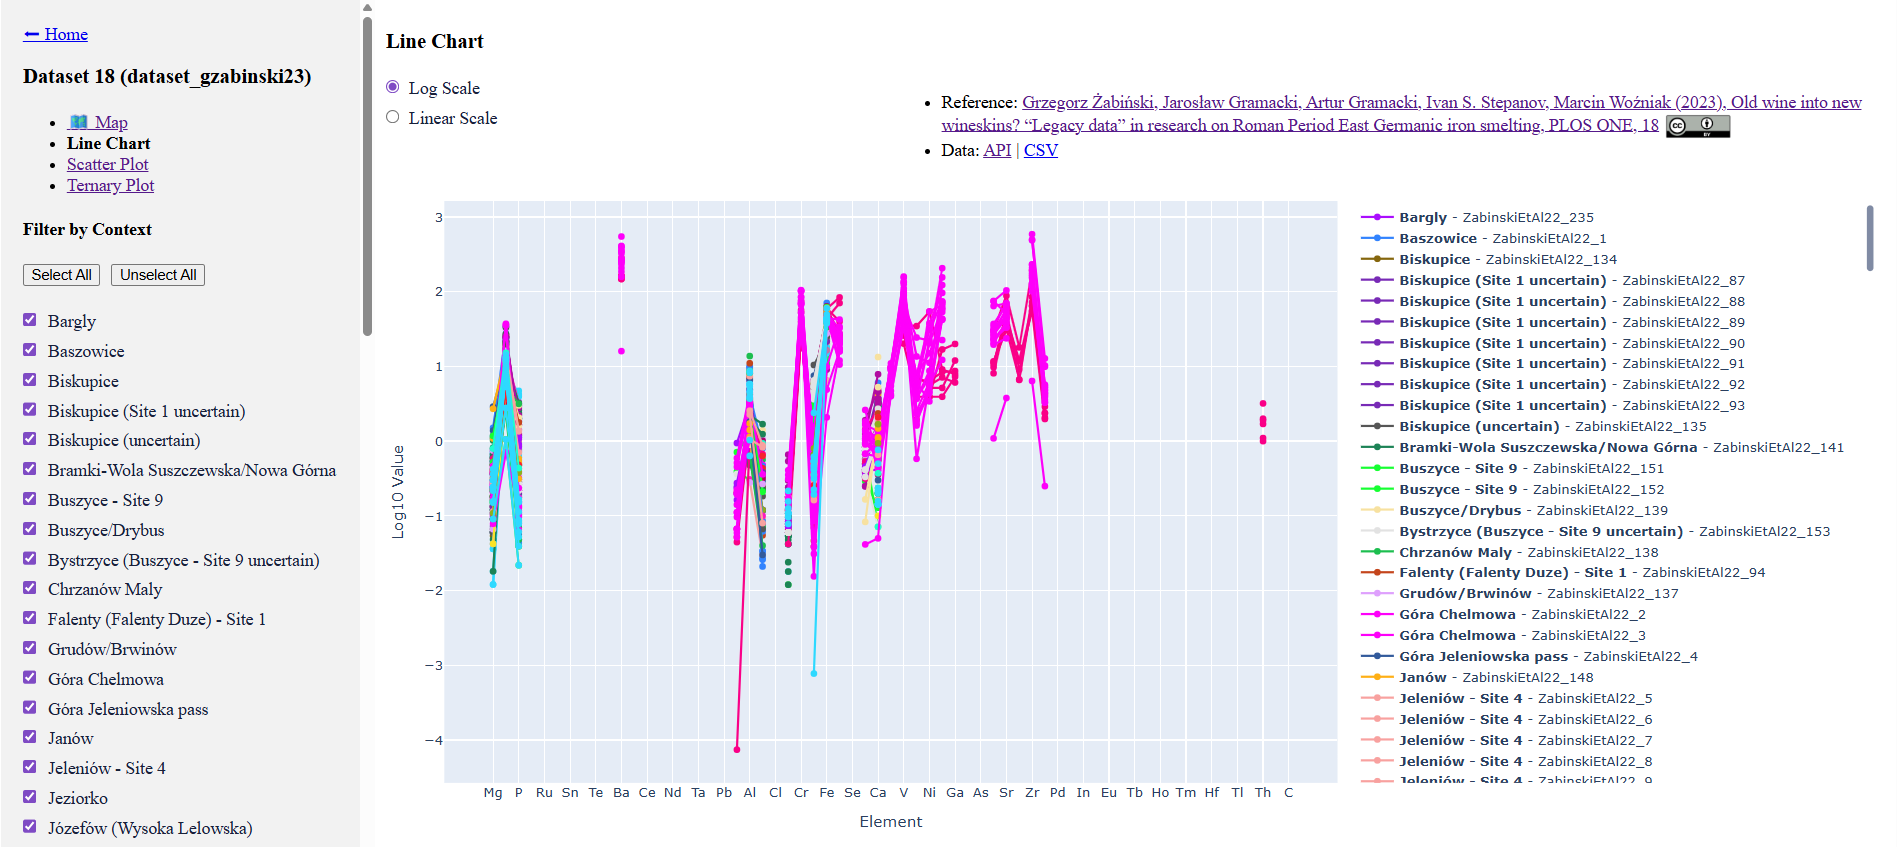 ⬅ Home
Dataset 18 (dataset_gzabinski23)
Map
Line Chart
Scatter Plot
Ternary Plot
Filter by Context
Select All
Unselect All
Bargly
Baszowice
Biskupice
Biskupice (Site 1 uncertain)
Biskupice (uncertain)
Bramki-Wola Suszczewska/Nowa Górna
Buszyce - Site 9
Buszyce/Drybus
Bystrzyce (Buszyce - Site 9 uncertain)
Chrzanów Maly
Falenty (Falenty Duze) - Site 1
Grudów/Brwinów
Góra Chelmowa
Góra Jeleniowska pass
Janów
Jeleniów - Site 4
Jeziorko
Józefów (Wysoka Lelowska)
Line Chart
Log Scale
Linear Scale
Reference: Grzegorz Żabiński, Jarosław Gramacki, Artur Gramacki, Ivan S. Stepanov, Marcin Woźniak (2023), Old wine into new
wineskins? “Legacy data” in research on Roman Period East Germanic iron smelting, PLOS ONE, 18
cc BY
Data: API | CSV
3
2
1
0
−1
−2
−3
−4
Log10 Value
Mg P Ru Sn Te Ba Ce Nd Ta Pb Al Cl Cr Fe Se Ca V Ni Ga As Sr Zr Pd In Eu Tb Ho Tm Hf Tl Th C
Element
Bargly - ZabinskiEtAl22_235
Baszowice - ZabinskiEtAl22_1
Biskupice - ZabinskiEtAl22_134
Biskupice (Site 1 uncertain) - ZabinskiEtAl22_87
Biskupice (Site 1 uncertain) - ZabinskiEtAl22_88
Biskupice (Site 1 uncertain) - ZabinskiEtAl22_89
Biskupice (Site 1 uncertain) - ZabinskiEtAl22_90
Biskupice (Site 1 uncertain) - ZabinskiEtAl22_91
Biskupice (Site 1 uncertain) - ZabinskiEtAl22_92
Biskupice (Site 1 uncertain) - ZabinskiEtAl22_93
Biskupice (uncertain) - ZabinskiEtAl22_135
Bramki-Wola Suszczewska/Nowa Górna - ZabinskiEtAl22_141
Buszyce - Site 9 - ZabinskiEtAl22_151
Buszyce - Site 9 - ZabinskiEtAl22_152
Buszyce/Drybus - ZabinskiEtAl22_139
Bystrzyce (Buszyce - Site 9 uncertain) - ZabinskiEtAl22_153
Chrzanów Maly - ZabinskiEtAl22_138
Falenty (Falenty Duze) - Site 1 - ZabinskiEtAl22_94
Grudów/Brwinów - ZabinskiEtAl22_137
Góra Chelmowa - ZabinskiEtAl22_2
Góra Chelmowa - ZabinskiEtAl22_3
Góra Jeleniowska pass - ZabinskiEtAl22_4
Janów - ZabinskiEtAl22_148
Jeleniów - Site 4 - ZabinskiEtAl22_5
Jeleniów - Site 4 - ZabinskiEtAl22_6
Jeleniów - Site 4 - ZabinskiEtAl22_7
Jeleniów - Site 4 - ZabinskiEtAl22_8
Jeleniów - Site 4 - ZabinskiEtAl22_9